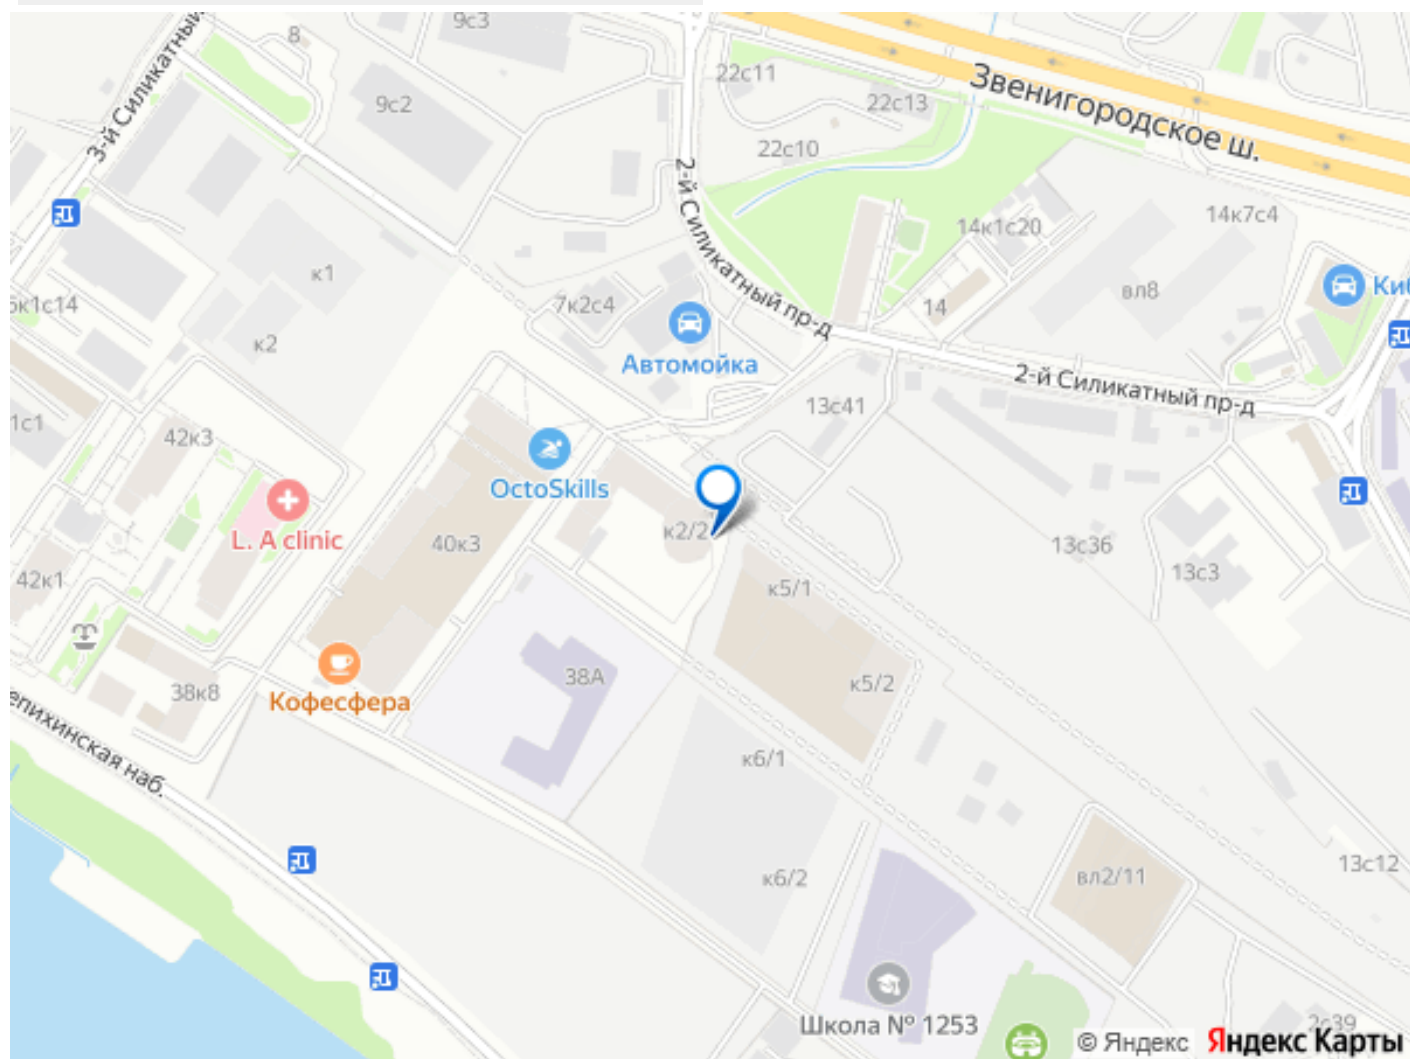 9с3
8
3-й Силикатный
9с2
22с11
22с13
Звенигородское ш.
22с10
2-й Силикатный пр-д
14к1с20
14к7с4
к1
7к2с4
14
вл8
к2
Автомойка
2-й Силикатный пр-д
1с1
42к3
13с41
OctoSkills
L. A clinic
40к3
к2/2
13с36
13с3
42к1
к5/1
38А
38к8
Кофесфера
к5/2
к6/1
к6/2
вл2/11
13с12
Школа № 1253
2с39
© Яндекс Яндекс Карты